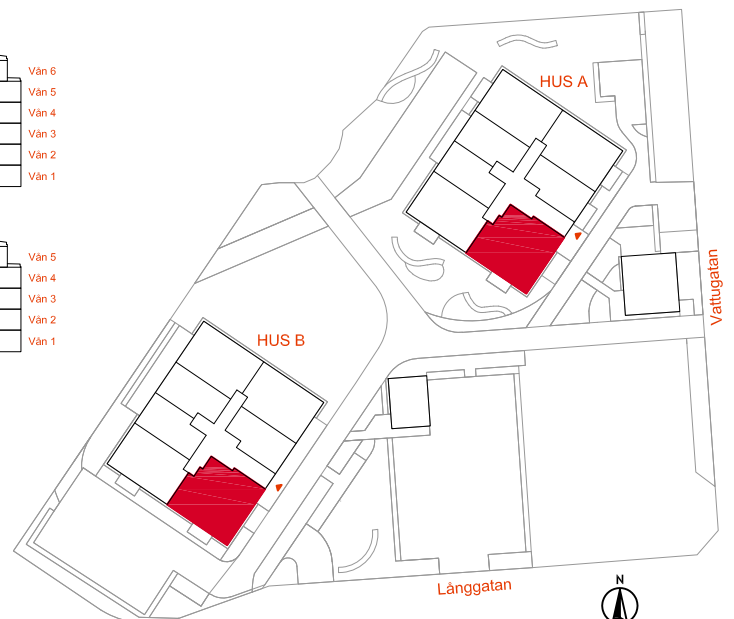 Vån 6
Vån 5
Vån 4
Vån 3
Vån 2
Vån 1
Vån 5
Vån 4
Vån 3
Vån 2
Vån 1
HUS A
HUS B
Vattugatan
Långgatan
N